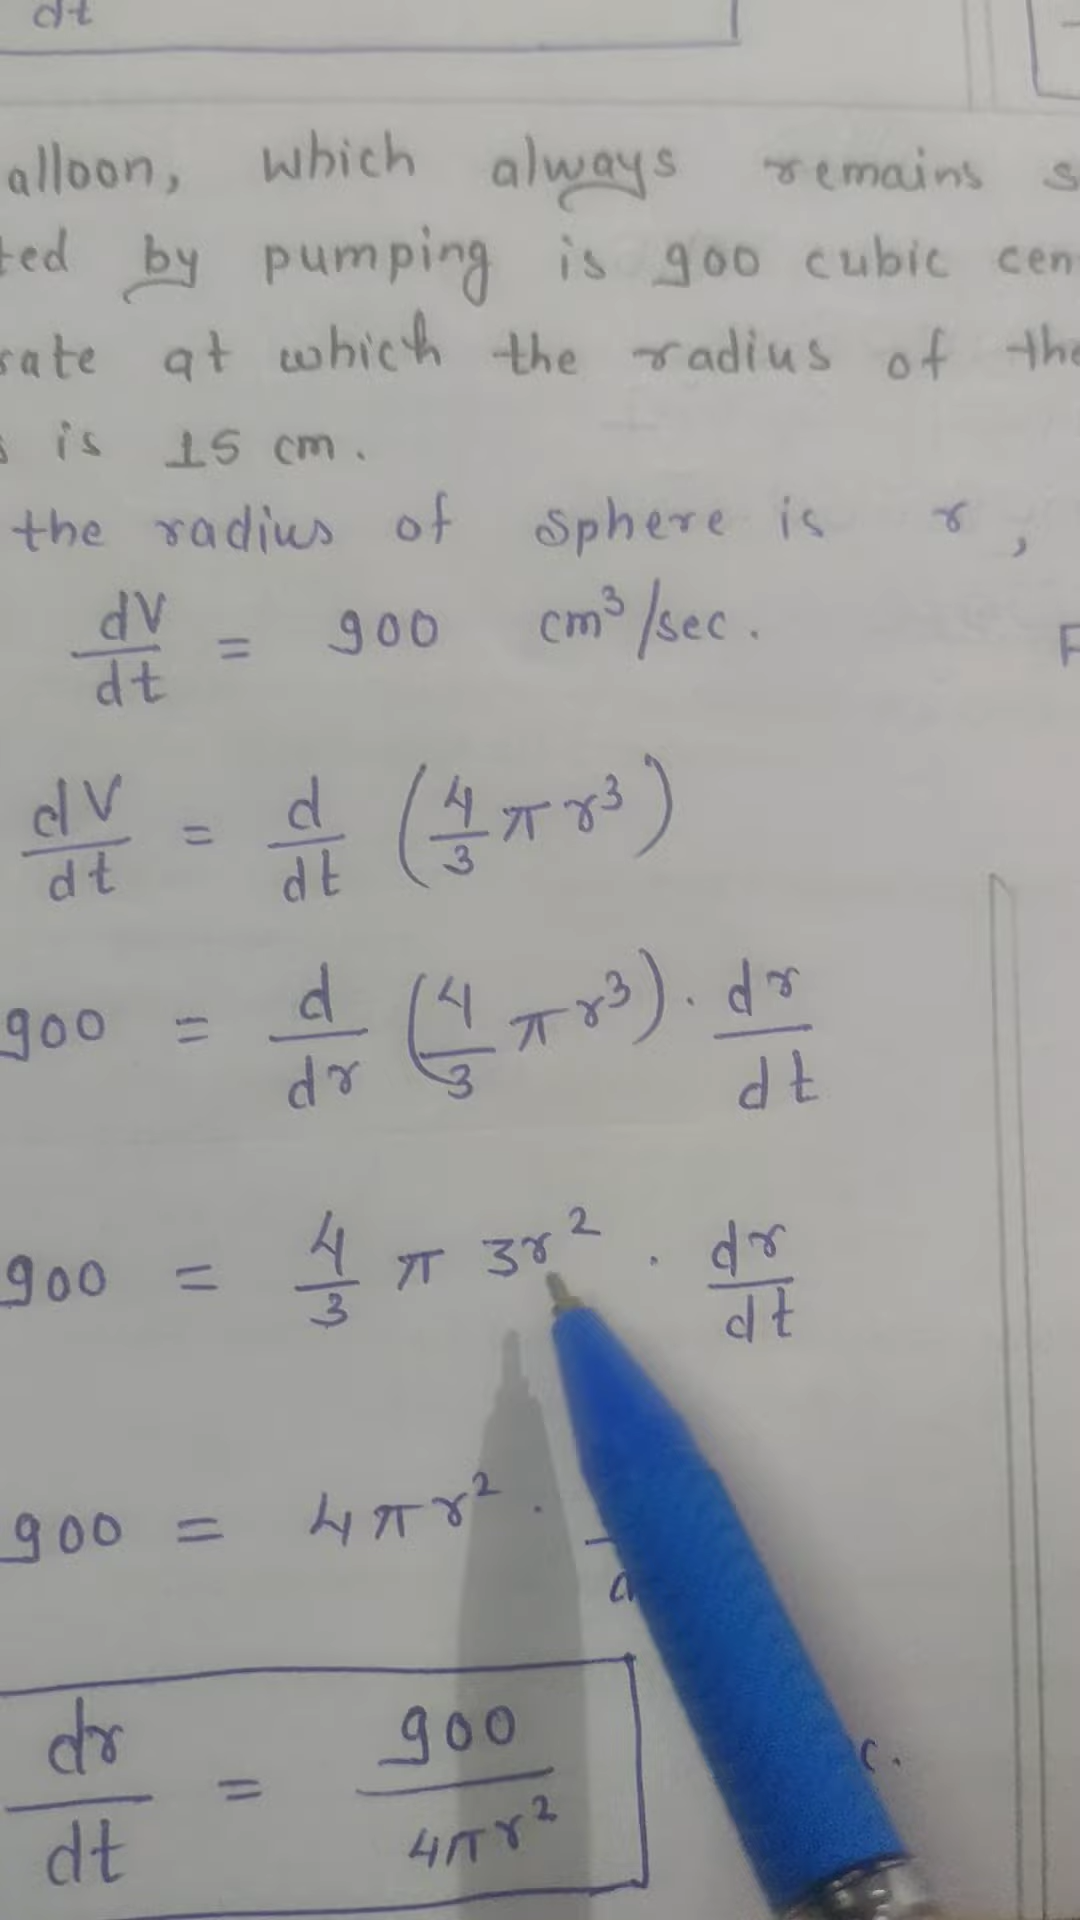 dt
alloon, which always remains s
ted by pumping is 900 cubic cen
rate at which the radius of the
s is 15 cm.
the radius of sphere is r,
dV/dt = 900 cm³/sec.
F
dV/dt = d/dt (4/3 π r³)
900 = d/dr (4/3 π r³) · dr/dt
900 = 4/3 π 3r² · dr/dt
900 = 4πr² ·
dr/dt = 900/4πr²
c.